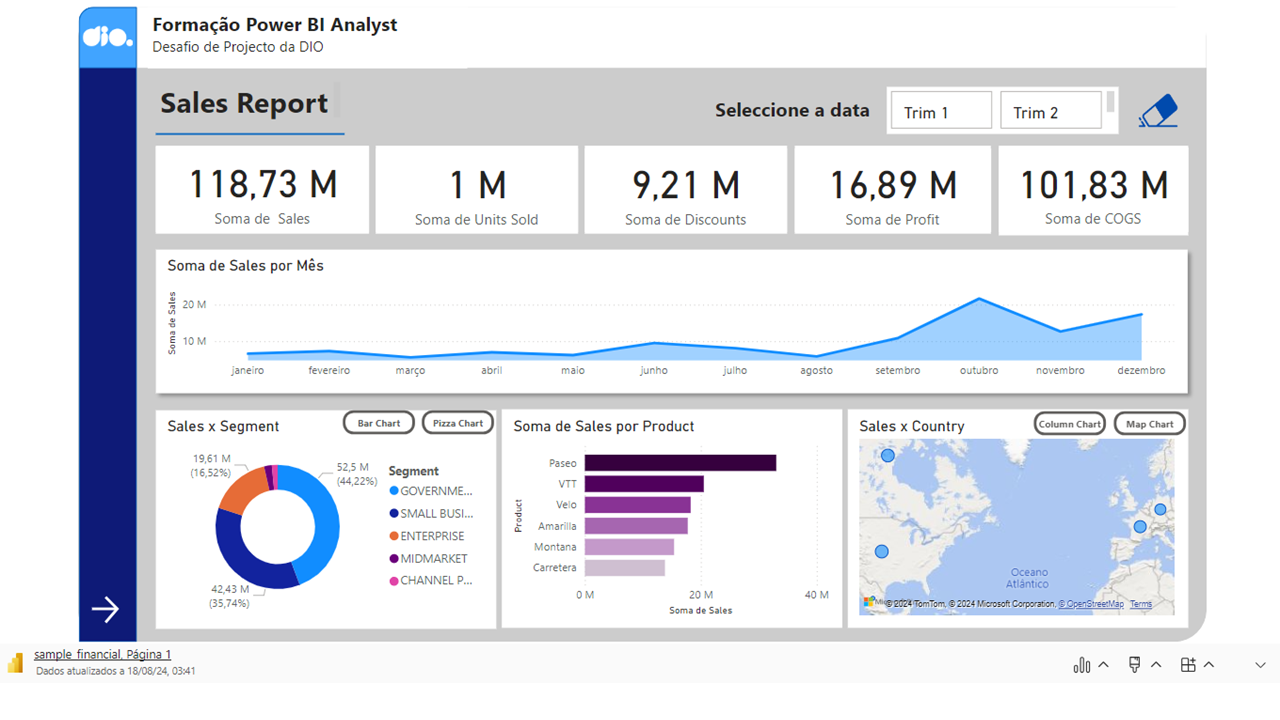 dio.
Formação Power BI Analyst
Desafio de Projecto da DIO
Sales Report
Seleccione a data
Trim 1
Trim 2
118,73 M
Soma de Sales
1 M
Soma de Units Sold
9,21 M
Soma de Discounts
16,89 M
Soma de Profit
101,83 M
Soma de COGS
Soma de Sales por Mês
Soma de Sales
20 M
10 M
janeiro
fevereiro
março
abril
maio
junho
julho
agosto
setembro
outubro
novembro
dezembro
Sales x Segment
Bar Chart
Pizza Chart
19,61 M
(16,52%)
52,5 M
(44,22%)
42,43 M
(35,74%)
Segment
GOVERNME...
SMALL BUSI...
ENTERPRISE
MIDMARKET
CHANNEL P...
Soma de Sales por Product
Product
Paseo
VTT
Velo
Amarilla
Montana
Carretera
0 M
20 M
40 M
Soma de Sales
Sales x Country
Column Chart
Map Chart
Oceano
Atlântico
© 2024 TomTom, © 2024 Microsoft Corporation, © OpenStreetMap Terms
sample_financial, Página 1
Dados atualizados a 18/08/24, 03:41